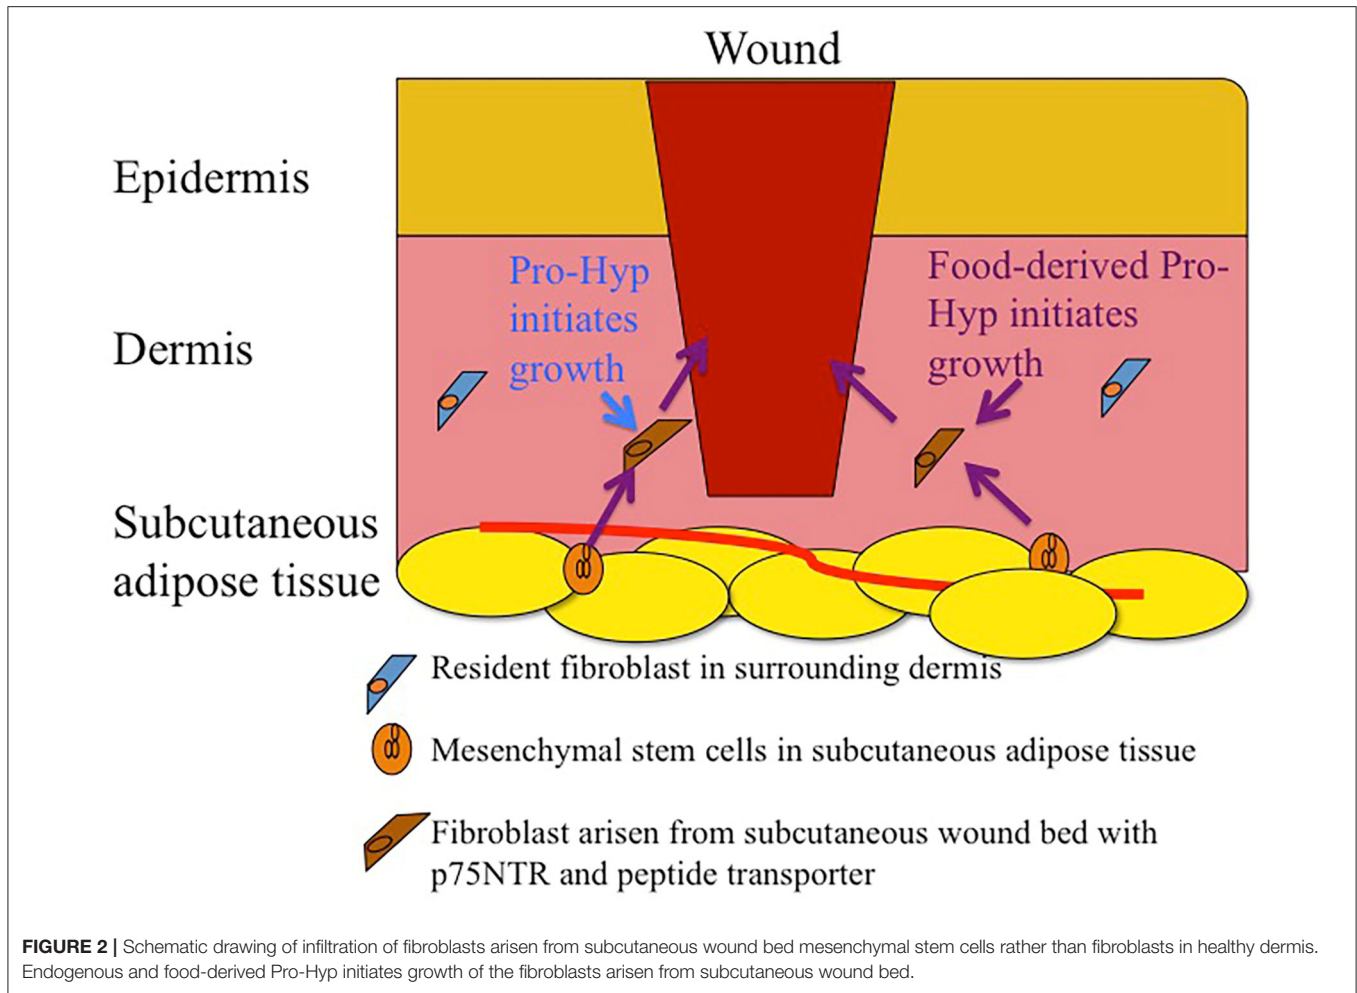 Wound
Epidermis
Pro-Hyp
initiates
growth
Food-derived Pro-
Hyp initiates
growth
Dermis
Subcutaneous
adipose tissue
Resident fibroblast in surrounding dermis
Mesenchymal stem cells in subcutaneous adipose tissue
Fibroblast arisen from subcutaneous wound bed with
p75NTR and peptide transporter
FIGURE 2 | Schematic drawing of infiltration of fibroblasts arisen from subcutaneous wound bed mesenchymal stem cells rather than fibroblasts in healthy dermis.
Endogenous and food-derived Pro-Hyp initiates growth of the fibroblasts arisen from subcutaneous wound bed.